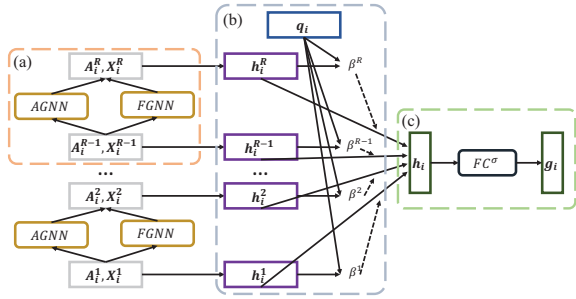 (b)
q_i
(a)
A_i^R, X_i^R
h_i^R
β^R
AGNN
FGNN
(c)
A_i^{R-1}, X_i^{R-1}
h_i^{R-1}
β^{R-1}
h_i
FC^σ
g_i
...
...
A_i^2, X_i^2
h_i^2
β^2
AGNN
FGNN
A_i^1, X_i^1
h_i^1
β^1